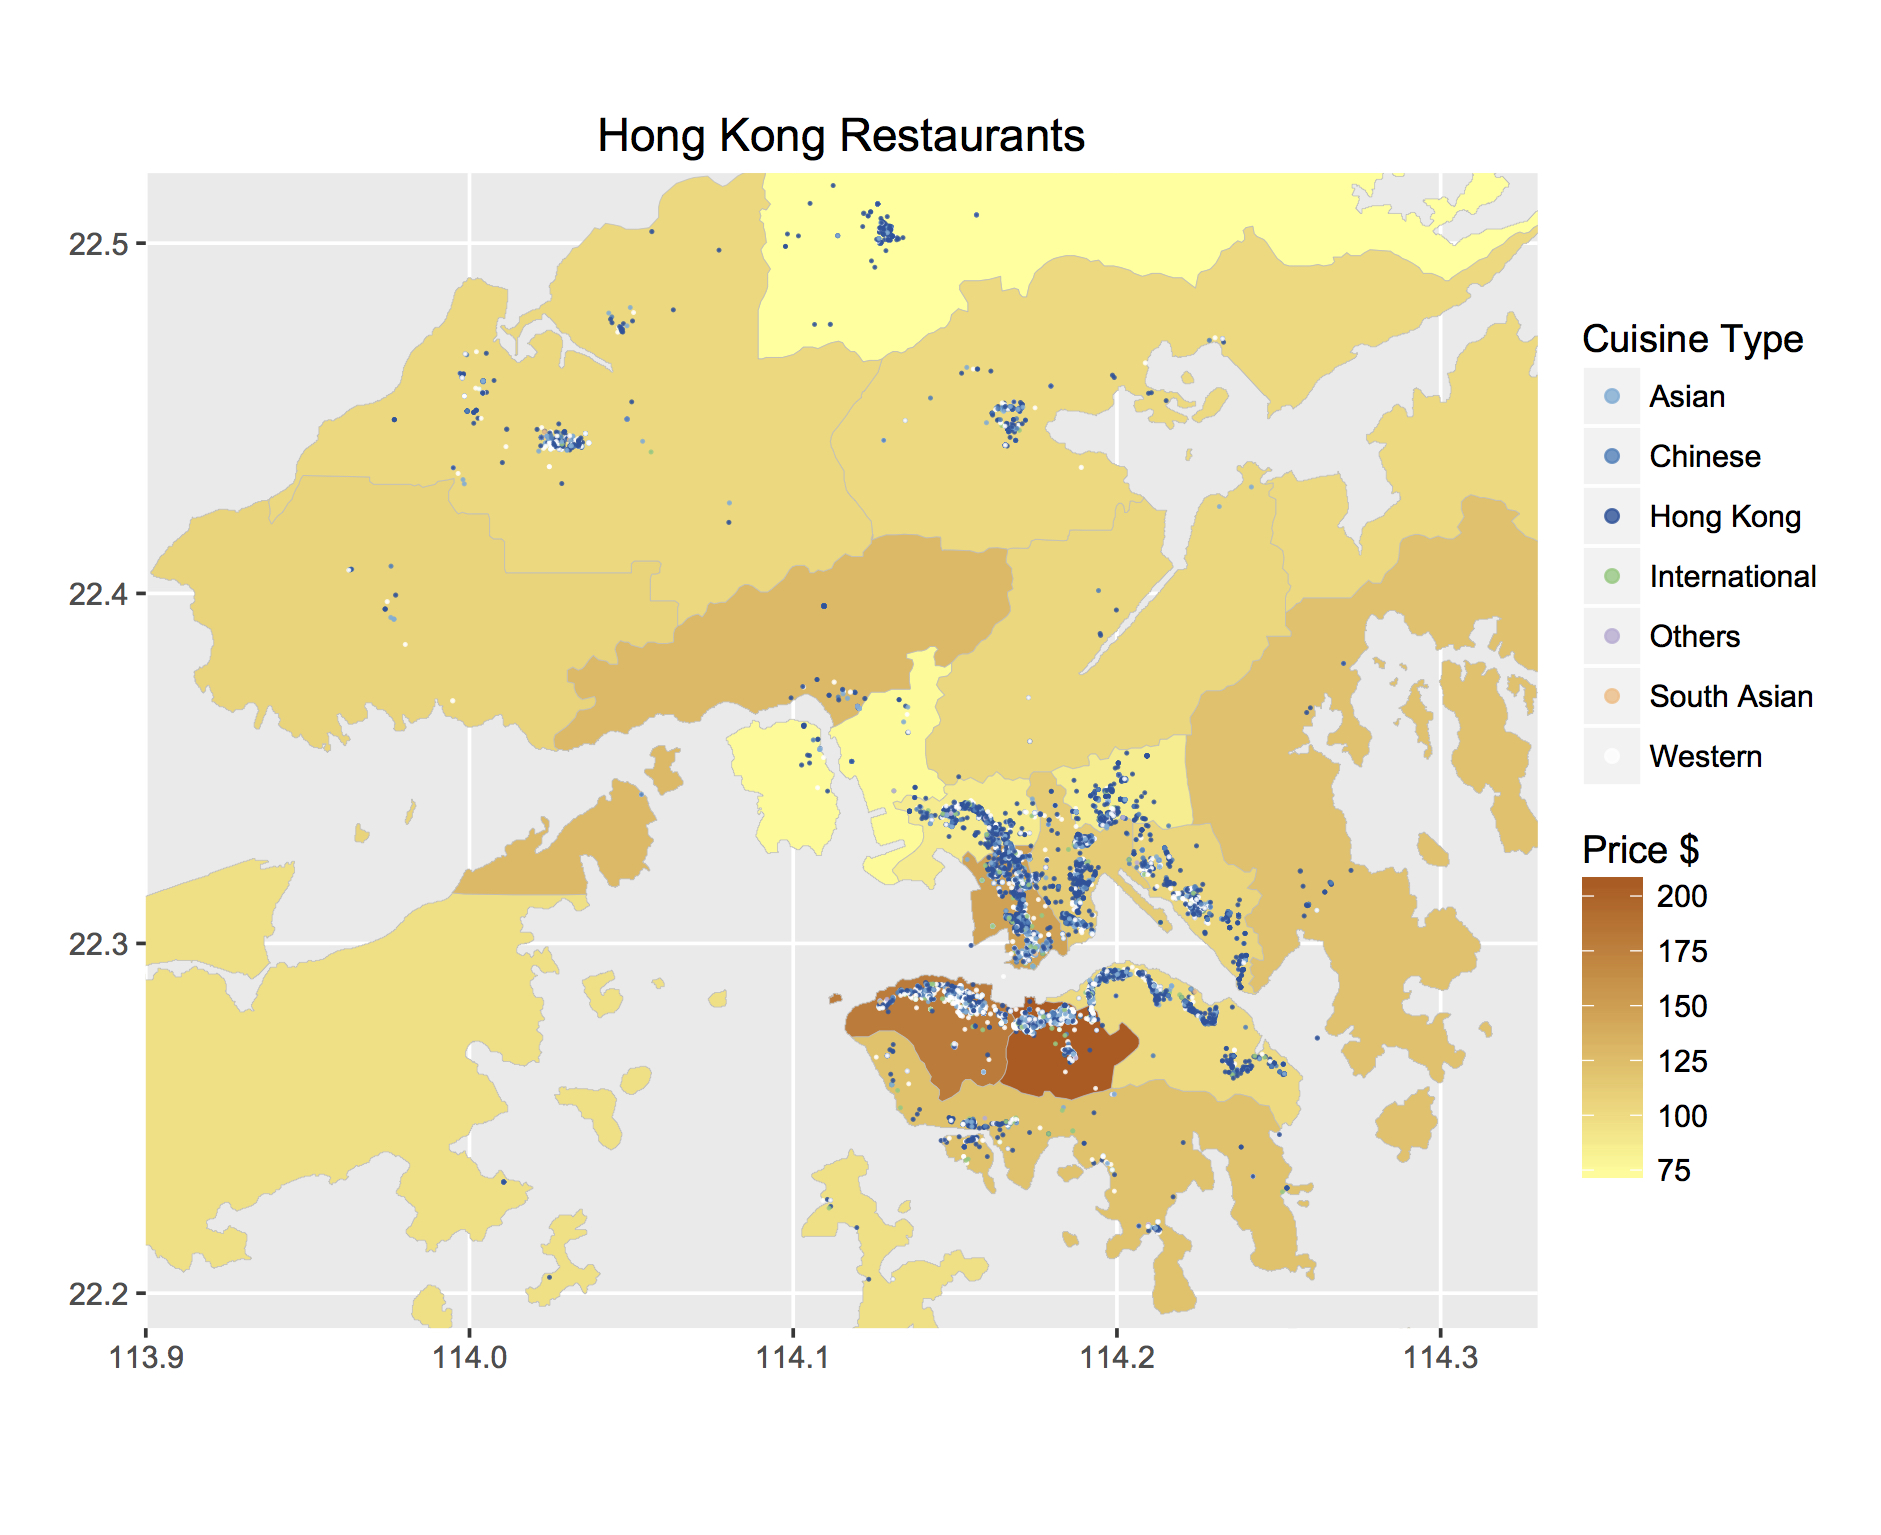 Hong Kong Restaurants
22.5
22.4
22.3
22.2
113.9
114.0
114.1
114.2
114.3
Cuisine Type
Asian
Chinese
Hong Kong
International
Others
South Asian
Western
Price $
200
175
150
125
100
75